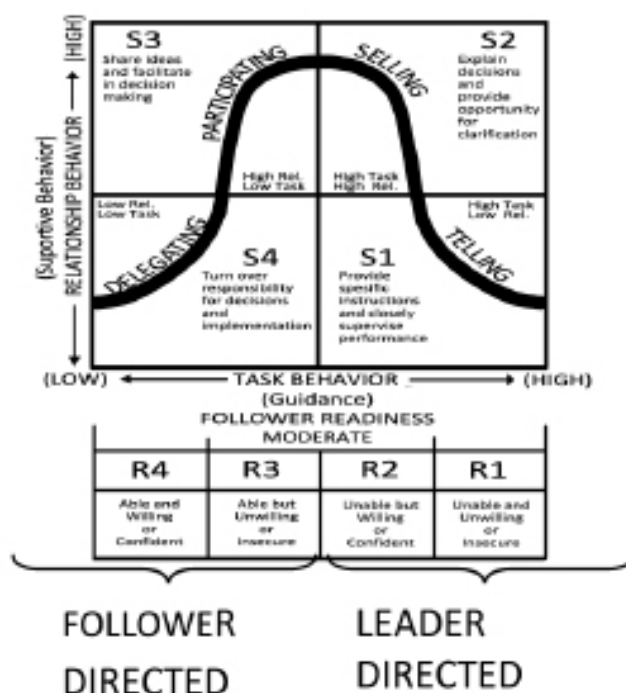 (HIGH)
RELATIONSHIP BEHAVIOR
(Suportive Behavior)
S3
Share ideas
and facilitate
in decision
making
PARTICIPATING
SELLING
S2
Explain
decisions
and
provide
opportunity
for
clarification
High Rel.
Low Task
High Task
High Rel.
Low Rel.
Low Task
High Task
Low Rel.
DELEGATING
S4
Turn over
responsibility
for decisions
and
implementation
S1
Provide
spesific
instructions
and closely
supervise
performance
TELLING
(LOW)
TASK BEHAVIOR
(HIGH)
(Guidance)
FOLLOWER READINESS
MODERATE
R4
R3
R2
R1
Able and
Willing
or
Confident
Able but
Unwilling
or
Insecure
Unable but
Willing
or
Confident
Unable and
Unwilling
or
Insecure
FOLLOWER
DIRECTED
LEADER
DIRECTED